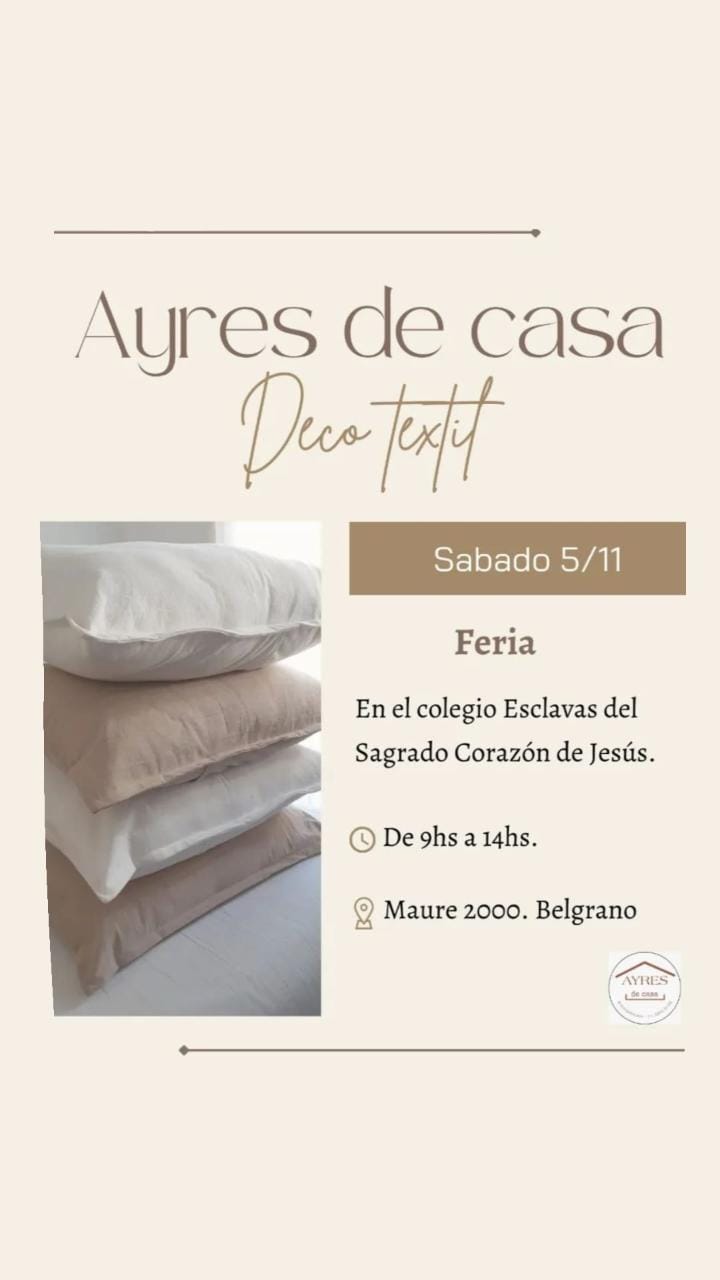 Ayres de casa
Deco textil
Sabado 5/11
Feria
En el colegio Esclavas del
Sagrado Corazón de Jesús.
De 9hs a 14hs.
Maure 2000. Belgrano
AYRES
de casa